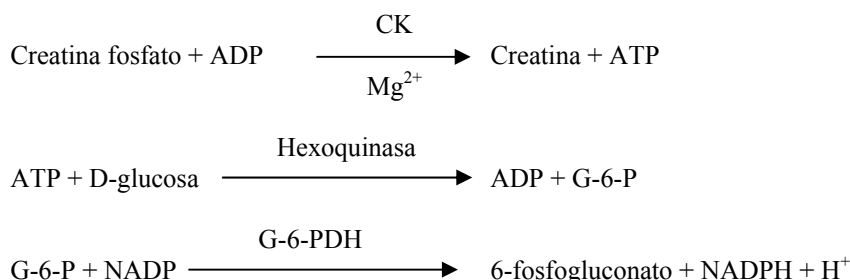 CK
Creatina fosfato + ADP → Creatina + ATP
Mg²⁺
Hexoquinasa
ATP + D-glucosa → ADP + G-6-P
G-6-PDH
G-6-P + NADP → 6-fosfogluconato + NADPH + H⁺